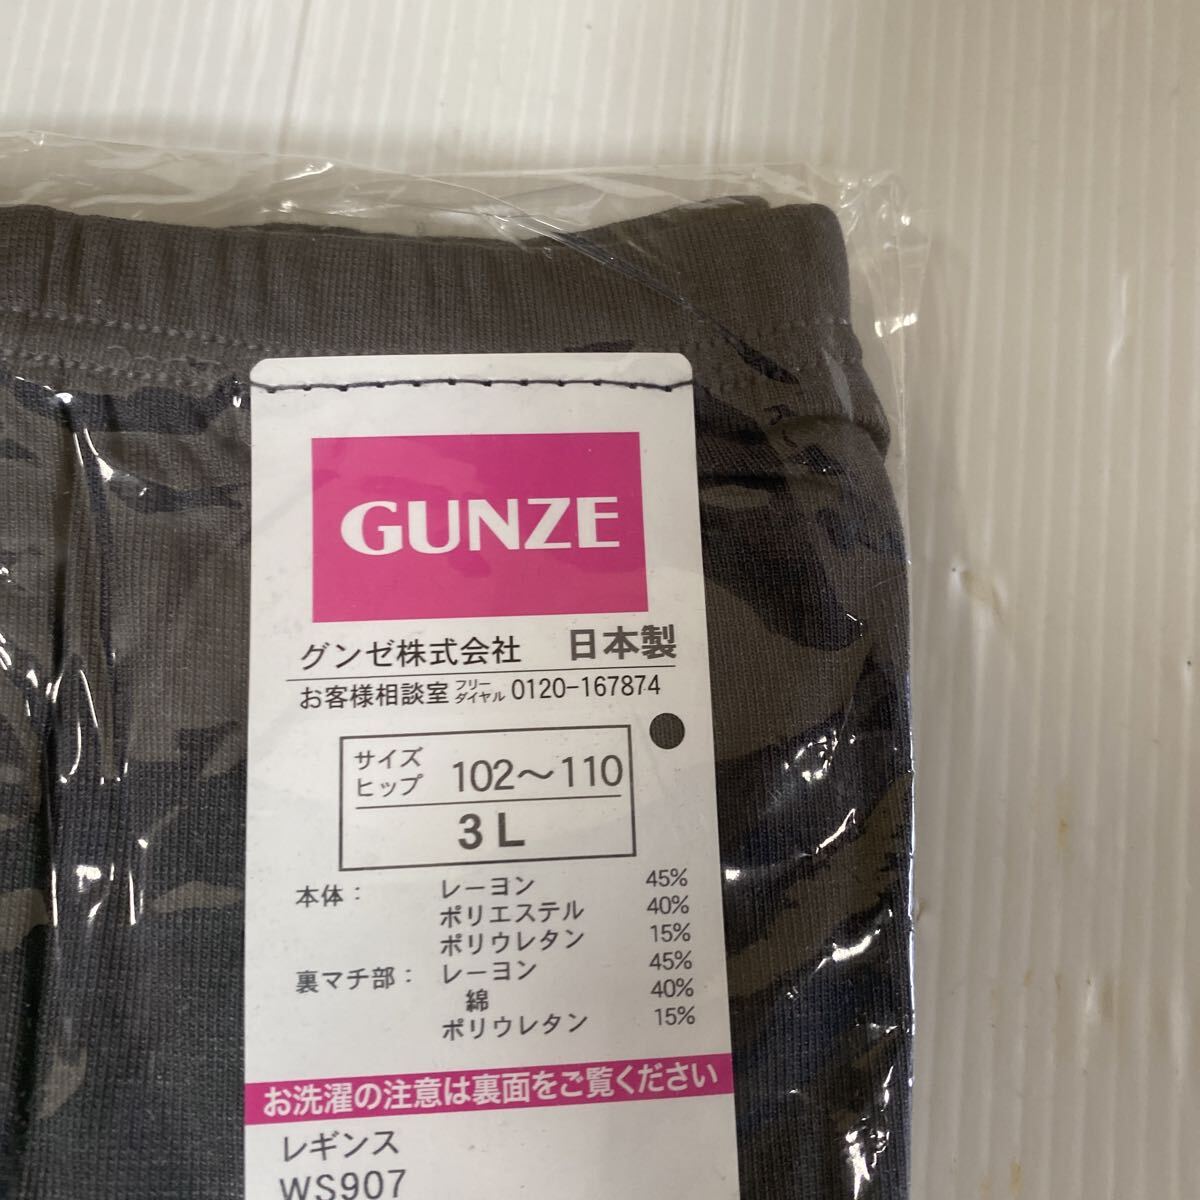 GUNZE
グンゼ株式会社 日本製
お客様相談室 フリーダイヤル 0120-167874
サイズ
ヒップ 102〜110
3L
本体: レーヨン 45%
ポリエステル 40%
ポリウレタン 15%
裏マチ部: レーヨン 45%
綿 40%
ポリウレタン 15%
お洗濯の注意は裏面をご覧ください
レギンス
WS907